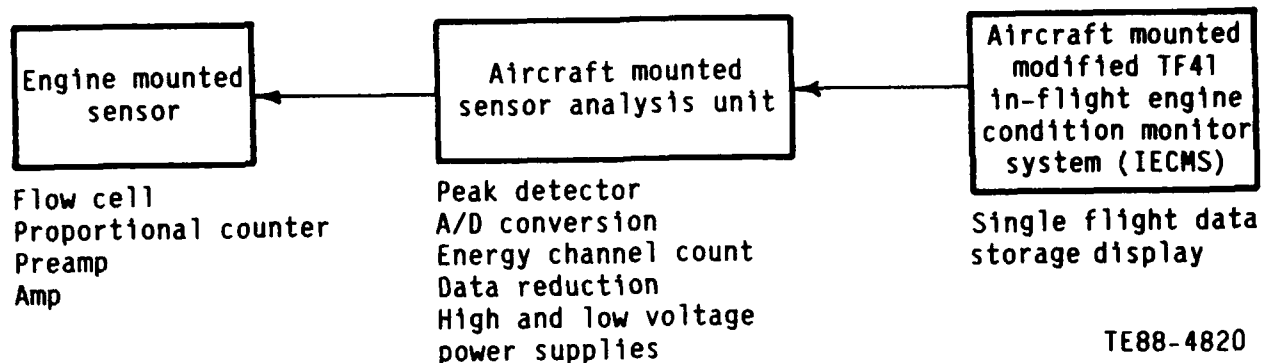 Engine mounted
sensor
Flow cell
Proportional counter
Preamp
Amp
Aircraft mounted
sensor analysis unit
Peak detector
A/D conversion
Energy channel count
Data reduction
High and low voltage
power supplies
Aircraft mounted
modified TF41
in-flight engine
condition monitor
system (IECMS)
Single flight data
storage display
TE88-4820